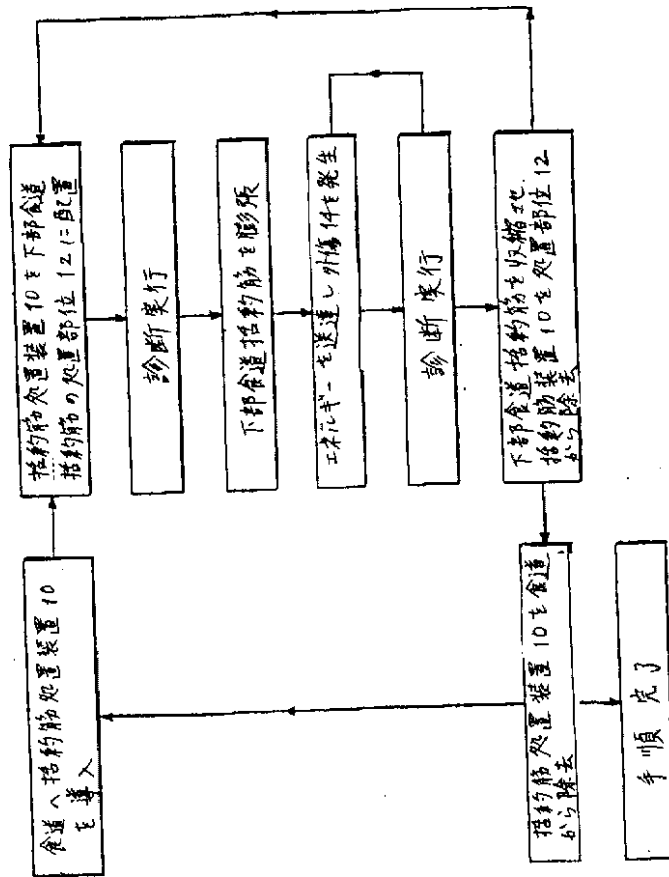 食道へ括約筋処置装置10
を導入
括約筋処置装置10を下部食道
括約筋の処置部位12に配置
診断実行
下部食道括約筋を膨張
エネルギーを送達し外傷件を発生
診断実行
下部食道括約筋を収縮させ、
括約筋装置10を処置部位12
から除去
括約筋処置装置10を食道
から除去
手順完了